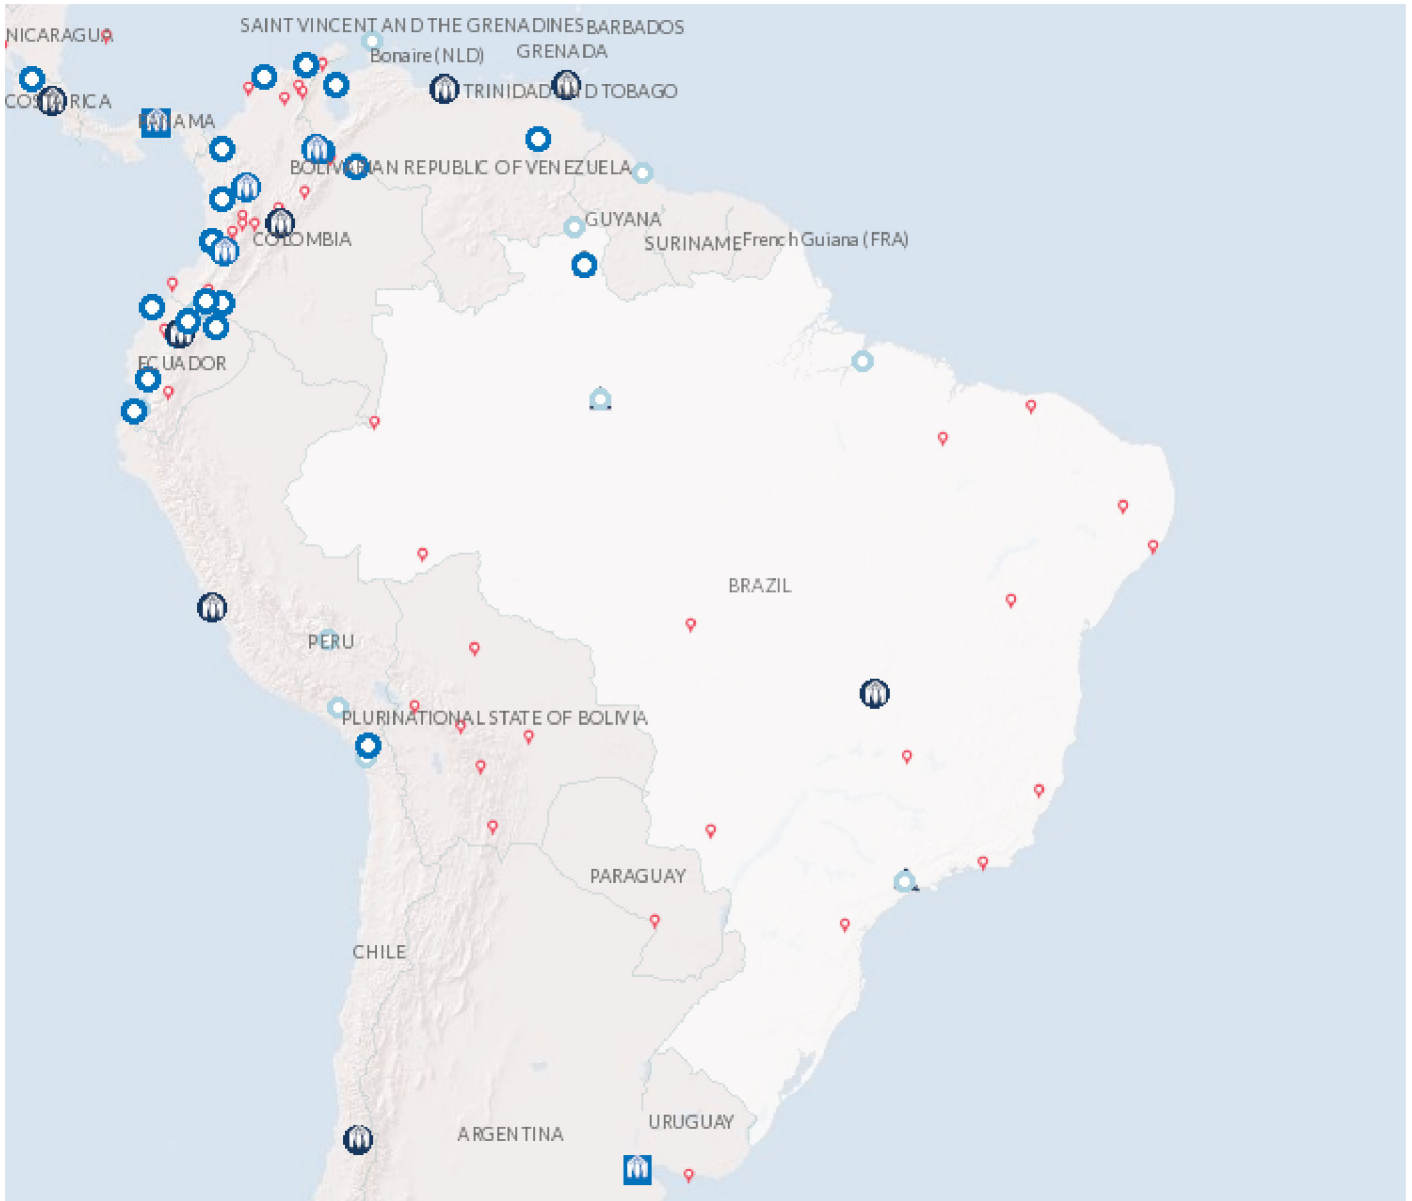 SAINT VINCENT AND THE GRENADINES
BARBADOS
NICARAGUA
Bonaire (NLD)
GRENADA
COSTA RICA
TRINIDAD AND TOBAGO
PANAMA
BOLIVARIAN REPUBLIC OF VENEZUELA
GUYANA
COLOMBIA
SURINAME
French Guiana (FRA)
ECUADOR
BRAZIL
PERU
PLURINATIONAL STATE OF BOLIVIA
PARAGUAY
CHILE
URUGUAY
ARGENTINA